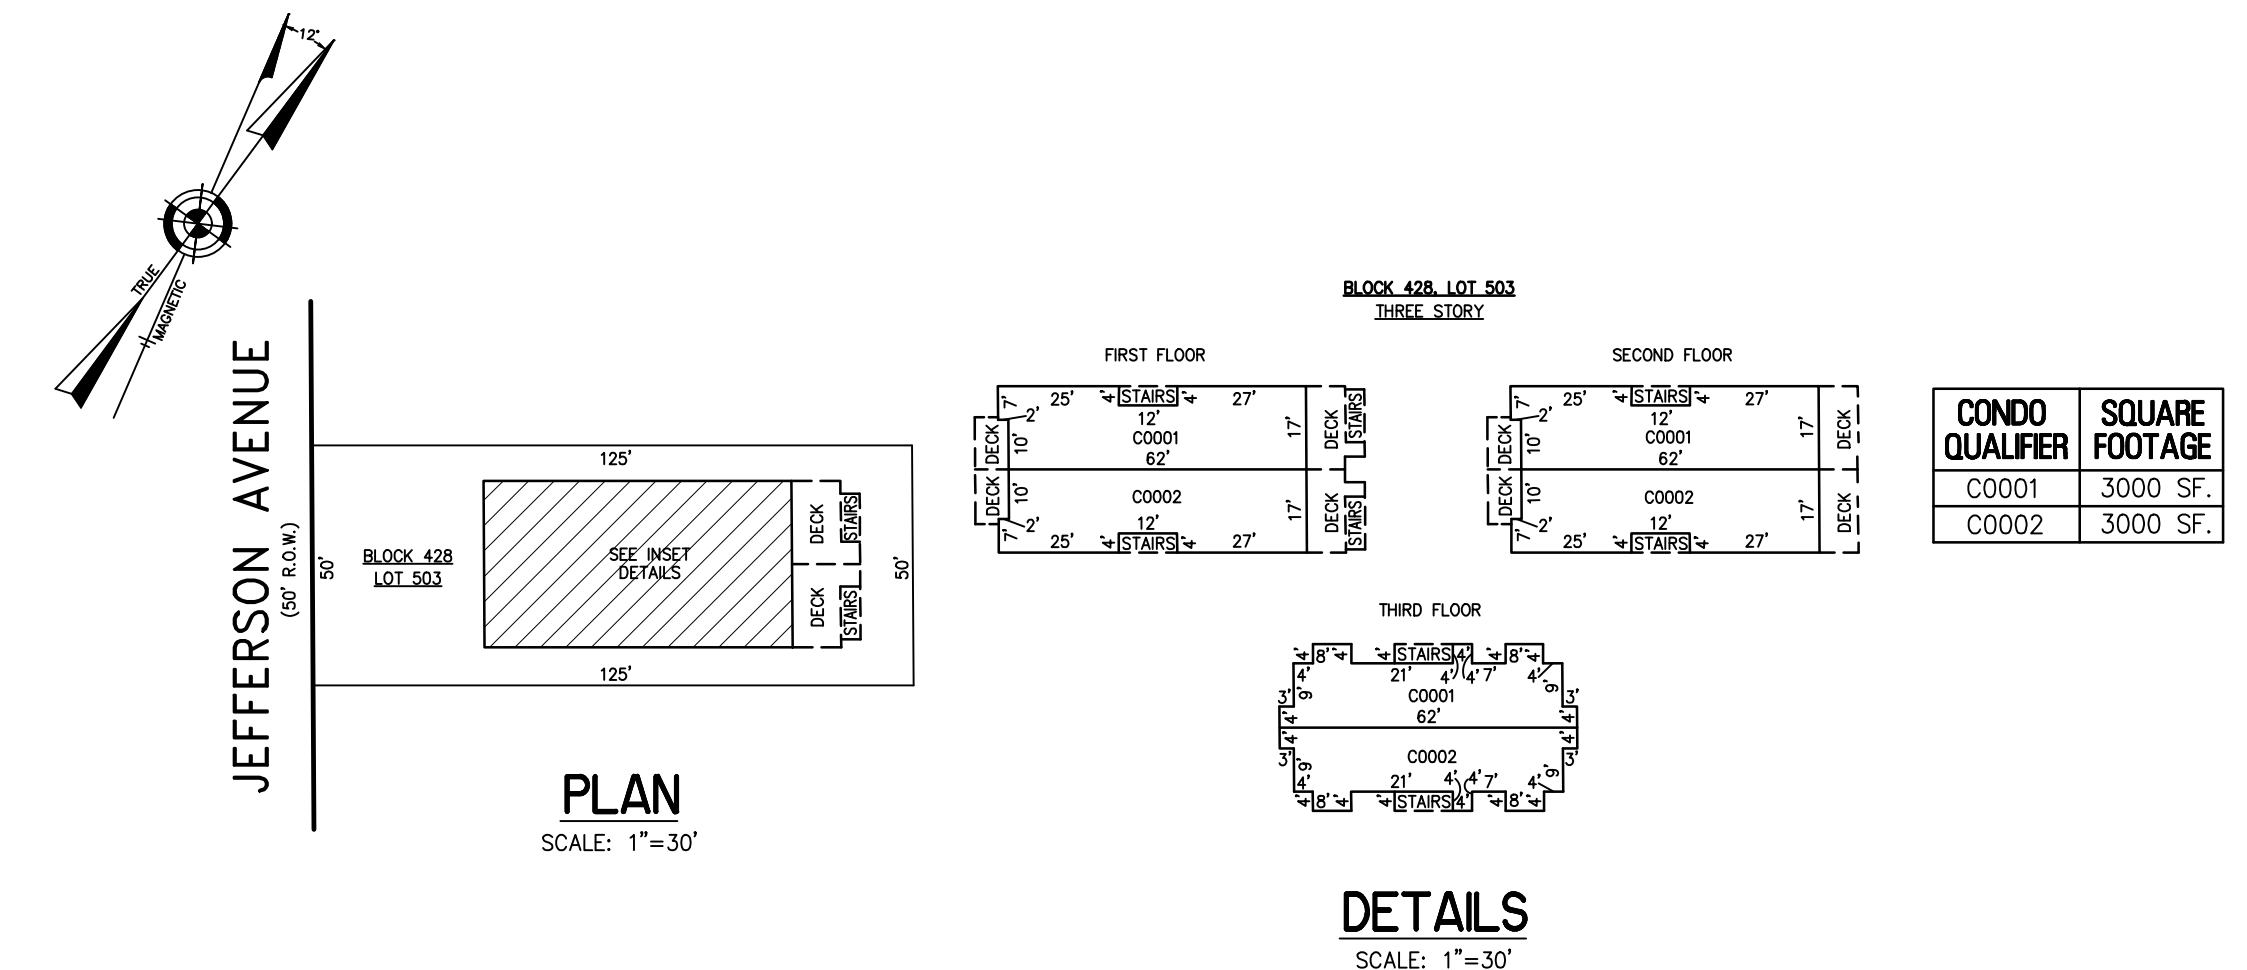 12°
TRUE
MAGNETIC
JEFFERSON AVENUE
(50' R.O.W.)
125'
50'
BLOCK 428
LOT 503
SEE INSET
DETAILS
DECK
STAIRS
DECK
STAIRS
50'
125'
PLAN
SCALE: 1"=30'
BLOCK 428, LOT 503
THREE STORY
FIRST FLOOR
7' 25' 4' STAIRS 4' 27'
2' 12'
DECK 10' C0001 17' DECK STAIRS
62'
DECK 10' C0002 17' DECK STAIRS
2' 12'
7' 25' 4' STAIRS 4' 27'
SECOND FLOOR
7' 25' 4' STAIRS 4' 27'
2' 12'
DECK 10' C0001 17' DECK
62'
DECK 10' C0002 17' DECK
2' 12'
7' 25' 4' STAIRS 4' 27'
THIRD FLOOR
4' 8' 4' 4' STAIRS 4' 4' 8' 4'
4' 21' 4' 4' 7' 4'
3' 9' C0001 9' 3'
4' 62' 4'
4' 4'
3' 9' C0002 9' 3'
4' 21' 4' 4' 7' 4'
4' 8' 4' 4' STAIRS 4' 4' 8' 4'
DETAILS
SCALE: 1"=30'
CONDO QUALIFIER SQUARE FOOTAGE
C0001 3000 SF.
C0002 3000 SF.